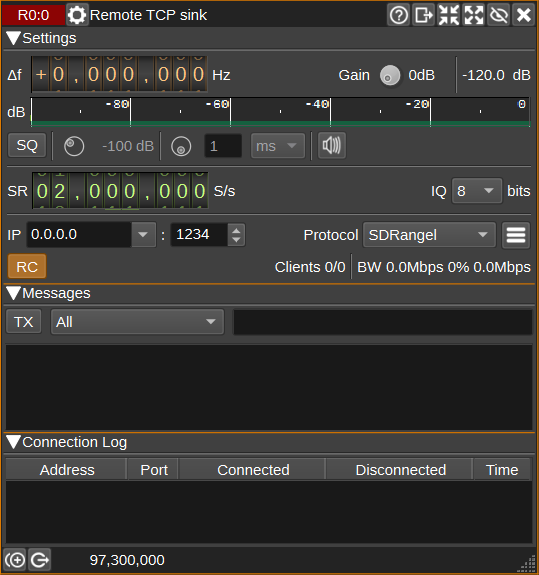 R0:0 Remote TCP sink
Settings
Δf +0,000,000 Hz Gain 0dB -120.0 dB
dB -80 -60 -40 -20 0
SQ -100 dB 1 ms
SR 02,000,000 S/s IQ 8 bits
IP 0.0.0.0 : 1234 Protocol SDRangel
RC Clients 0/0 BW 0.0Mbps 0% 0.0Mbps
Messages
TX All
Connection Log
Address Port Connected Disconnected Time
97,300,000